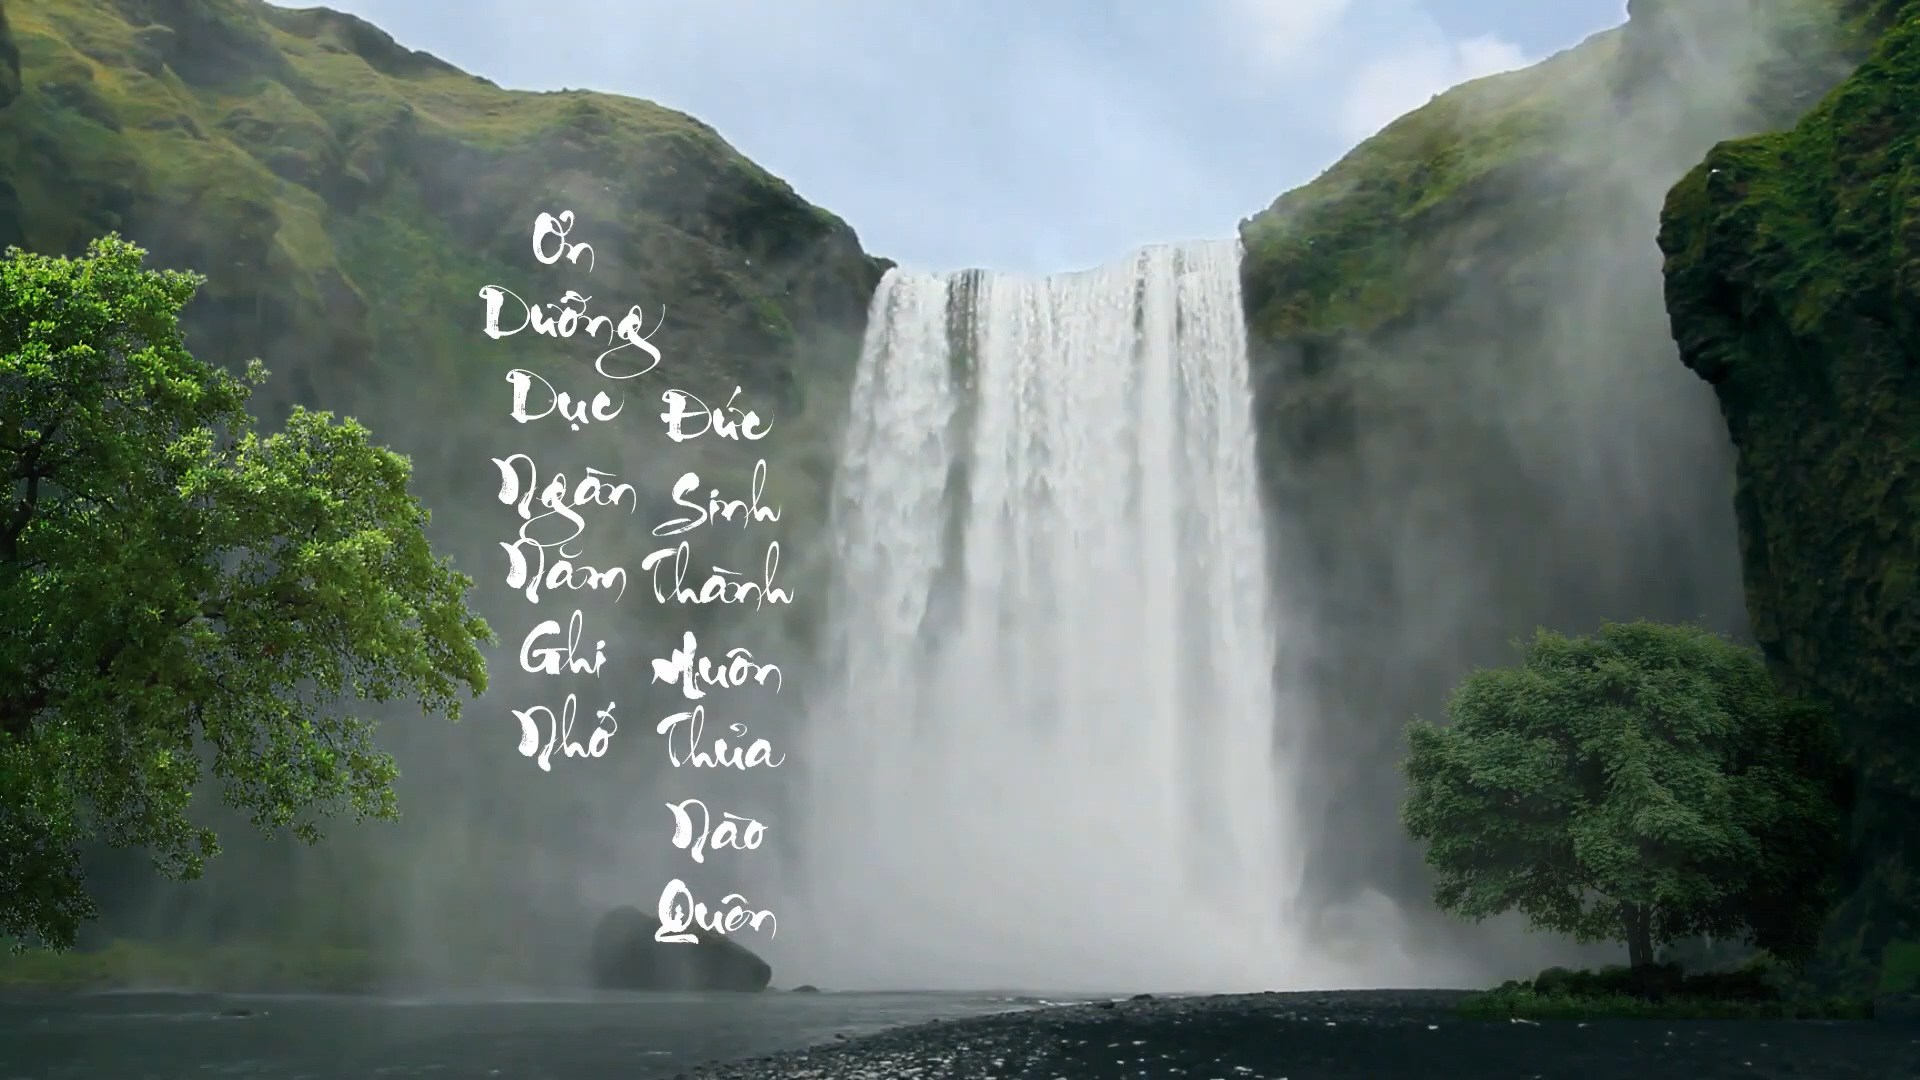 Ơn
Dưỡng
Dục
Ngàn
Năm
Ghi
Nhớ
Đức
Sinh
Thành
Muôn
Thủa
Nào
Quên